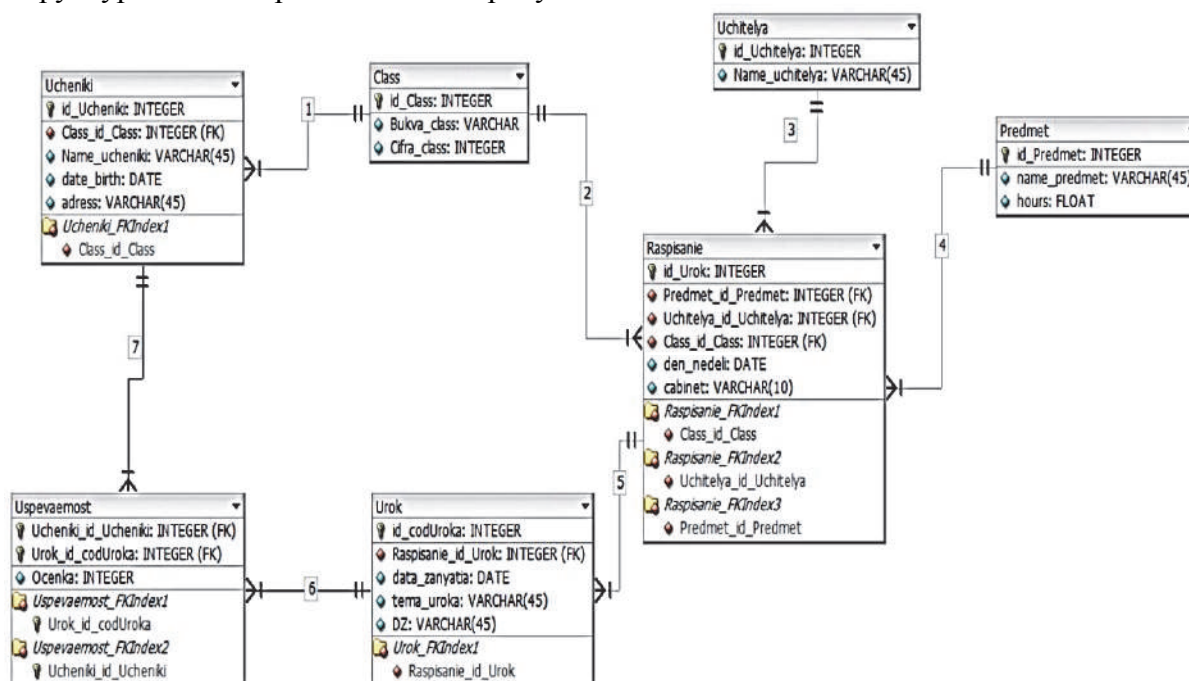 Uchitelya
id_Uchitelya: INTEGER
Name_uchitelya: VARCHAR(45)
Ucheniki
id_Ucheniki: INTEGER
Class_id_Class: INTEGER (FK)
Name_ucheniki: VARCHAR(45)
date_birth: DATE
adress: VARCHAR(45)
Ucheniki_FKIndex1
Class_id_Class
1
Class
id_Class: INTEGER
Bukva_class: VARCHAR
Cifra_class: INTEGER
2
3
Predmet
id_Predmet: INTEGER
name_predmet: VARCHAR(45)
hours: FLOAT
4
Raspisanie
id_Urok: INTEGER
Predmet_id_Predmet: INTEGER (FK)
Uchitelya_id_Uchitelya: INTEGER (FK)
Class_id_Class: INTEGER (FK)
den_nedeli: DATE
cabinet: VARCHAR(10)
Raspisanie_FKIndex1
Class_id_Class
Raspisanie_FKIndex2
Uchitelya_id_Uchitelya
Raspisanie_FKIndex3
Predmet_id_Predmet
7
5
Uspevaemost
Ucheniki_id_Ucheniki: INTEGER (FK)
Urok_id_codUroka: INTEGER (FK)
Ocenka: INTEGER
Uspevaemost_FKIndex1
Urok_id_codUroka
Uspevaemost_FKIndex2
Ucheniki_id_Ucheniki
6
Urok
id_codUroka: INTEGER
Raspisanie_id_Urok: INTEGER (FK)
data_zanyatia: DATE
tema_uroka: VARCHAR(45)
DZ: VARCHAR(45)
Urok_FKIndex1
Raspisanie_id_Urok